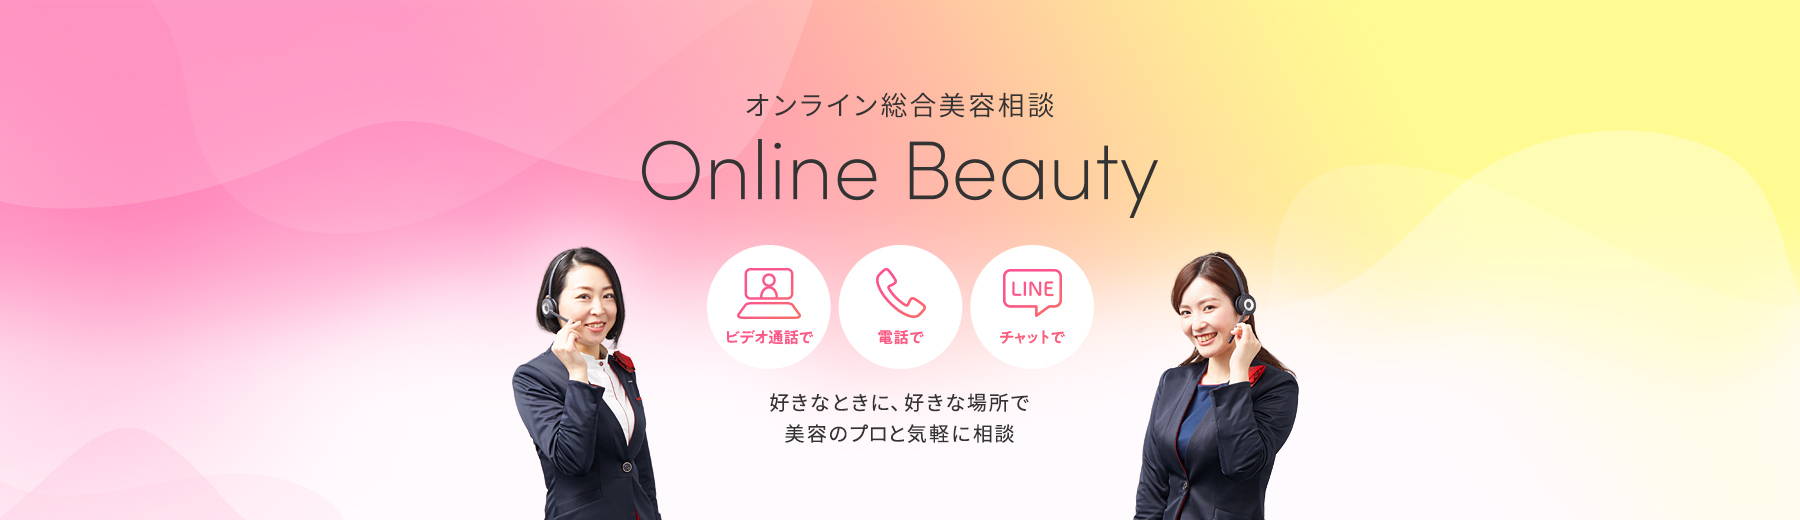 オンライン総合美容相談
Online Beauty
ビデオ通話で
電話で
LINE
チャットで
好きなときに、好きな場所で
美容のプロと気軽に相談